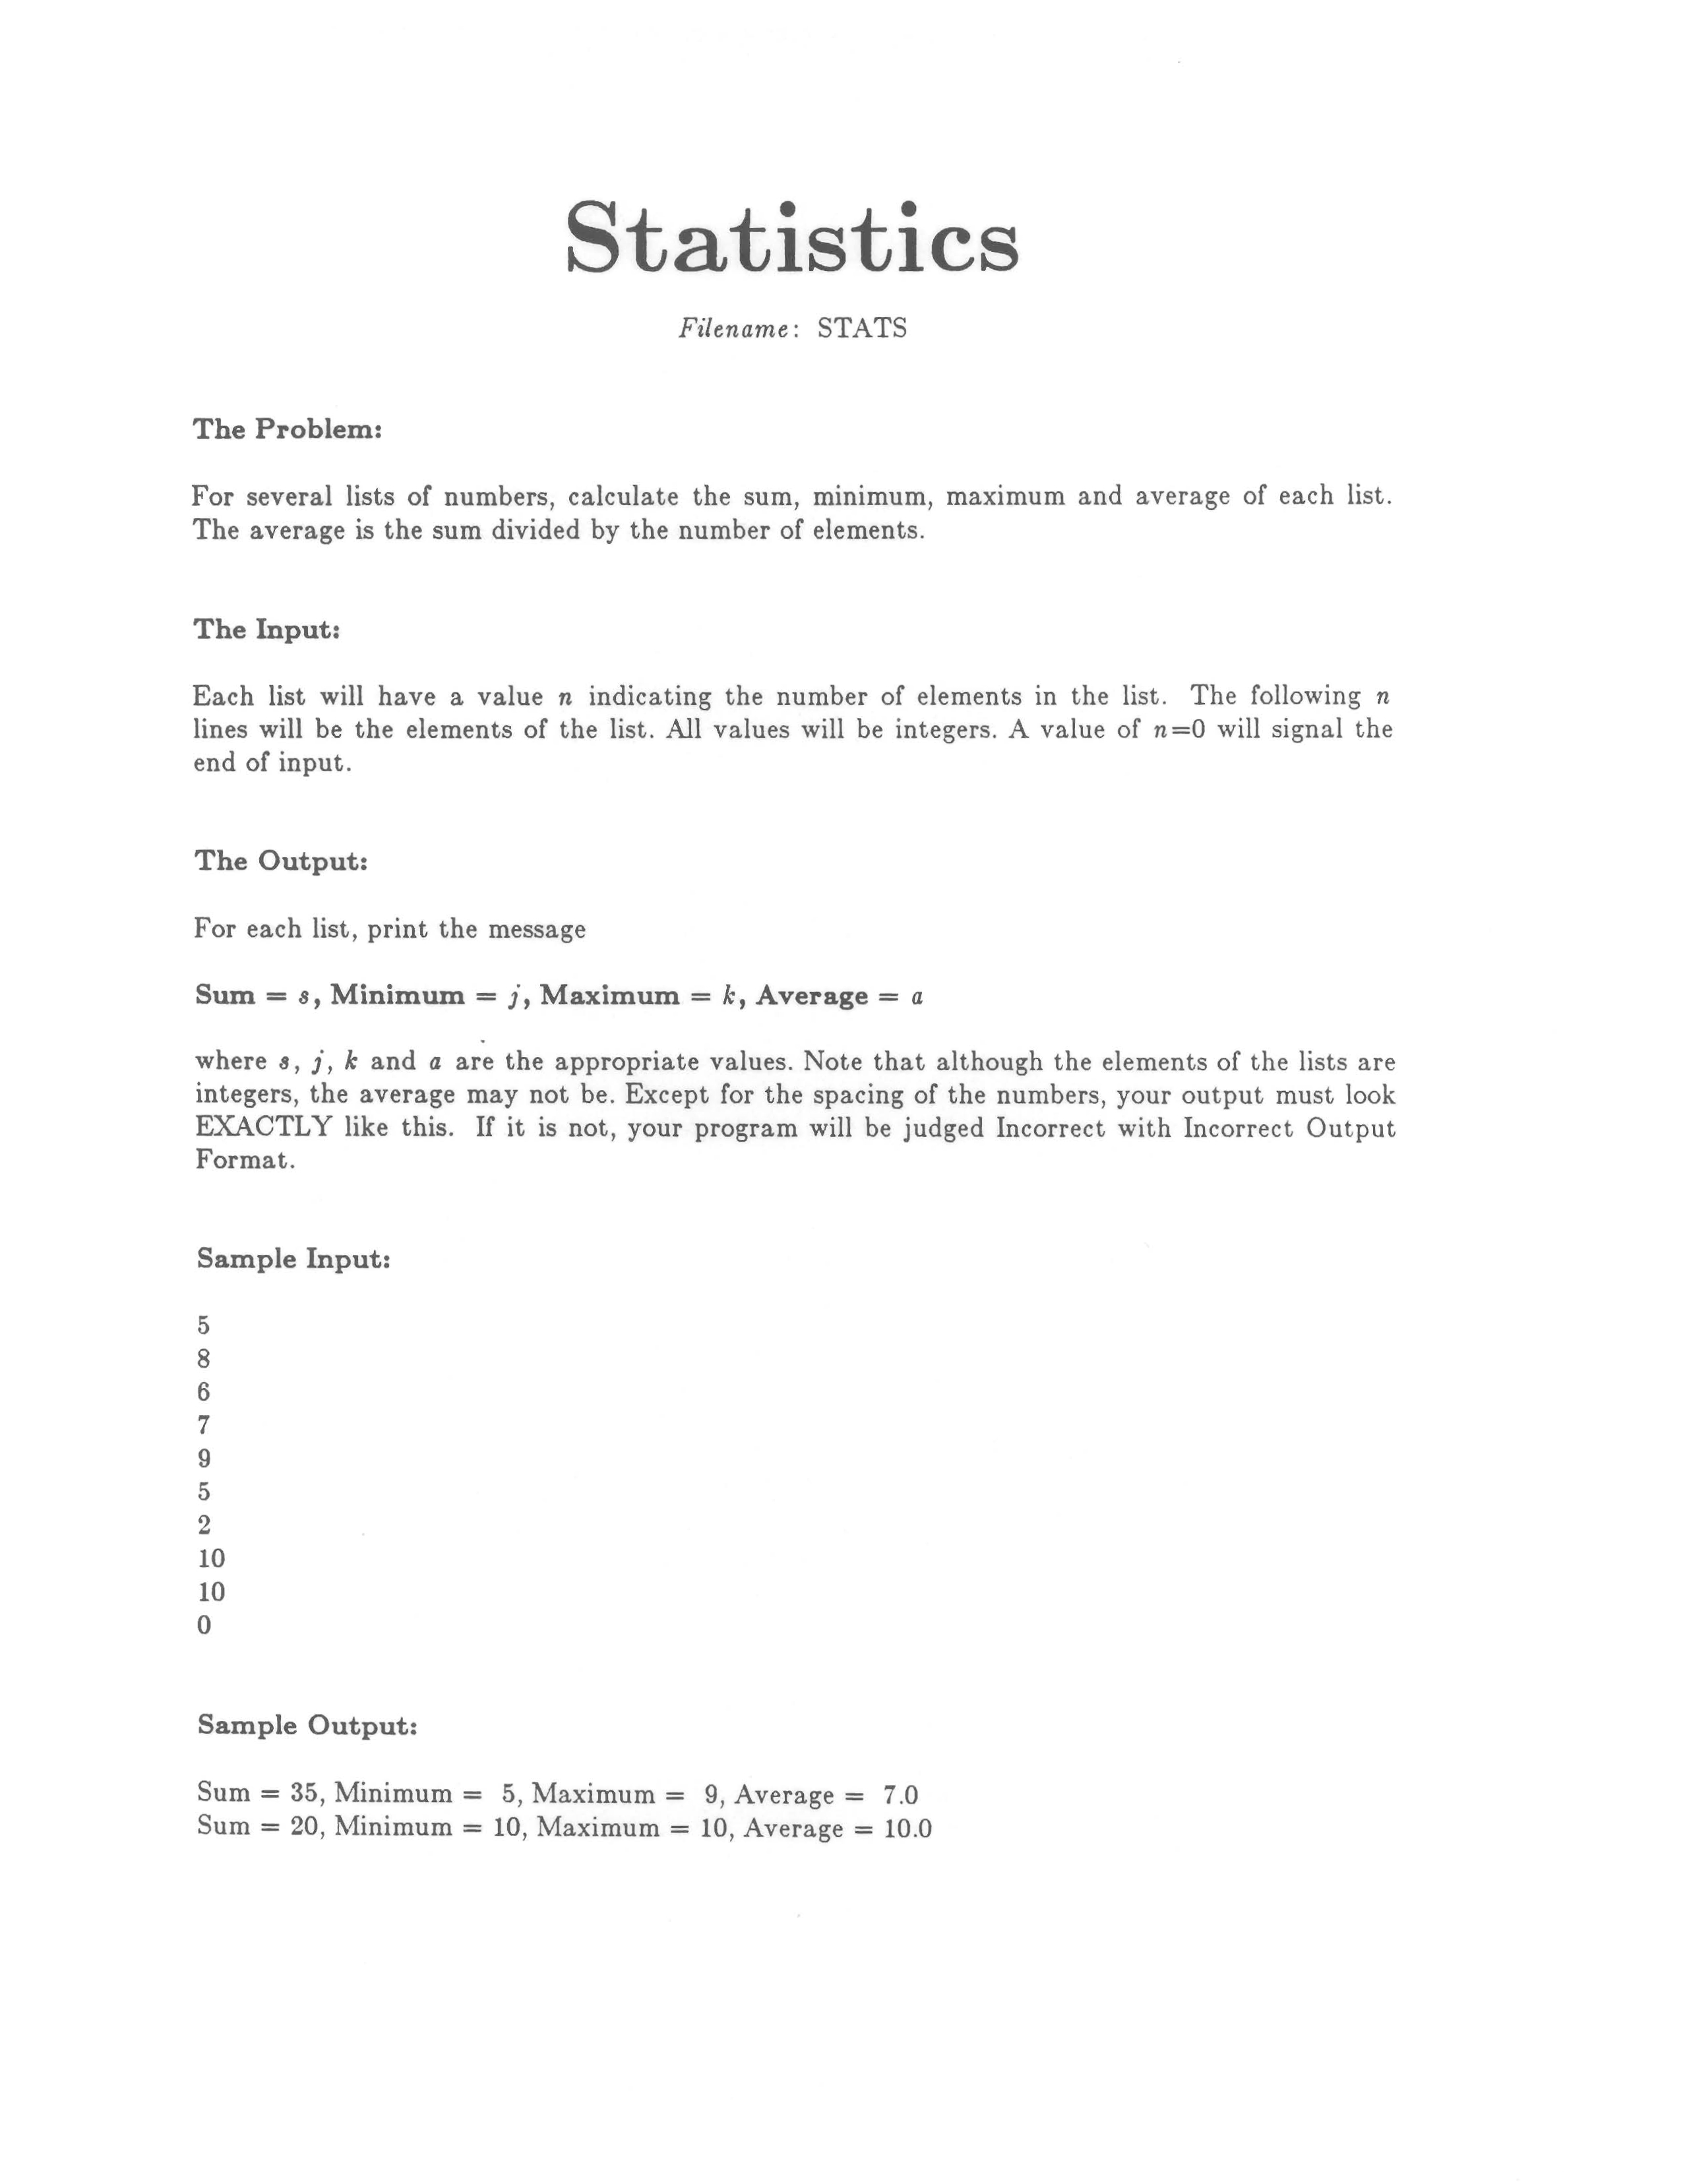 Statistics
Filename: STATS
The Problem:
For several lists of numbers, calculate the sum, minimum, maximum and average of each list.
The average is the sum divided by the number of elements.
The Input:
Each list will have a value n indicating the number of elements in the list. The following n
lines will be the elements of the list. All values will be integers. A value of n=0 will signal the
end of input.
The Output:
For each list, print the message
Sum = s, Minimum = j, Maximum = k, Average = a
where s, j, k and a are the appropriate values. Note that although the elements of the lists are
integers, the average may not be. Except for the spacing of the numbers, your output must look
EXACTLY like this. If it is not, your program will be judged Incorrect with Incorrect Output
Format.
Sample Input:
5
8
6
7
9
5
2
10
10
0
Sample Output:
Sum = 35, Minimum =  5, Maximum =  9, Average =  7.0
Sum = 20, Minimum = 10, Maximum = 10, Average = 10.0